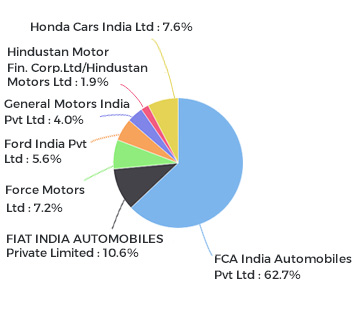 Honda Cars India Ltd : 7.6%
Hindustan Motor
Fin. Corp.Ltd/Hindustan
Motors Ltd : 1.9%
General Motors India
Pvt Ltd : 4.0%
Ford India Pvt
Ltd : 5.6%
Force Motors
Ltd : 7.2%
FIAT INDIA AUTOMOBILES
Private Limited : 10.6%
FCA India Automobiles
Pvt Ltd : 62.7%